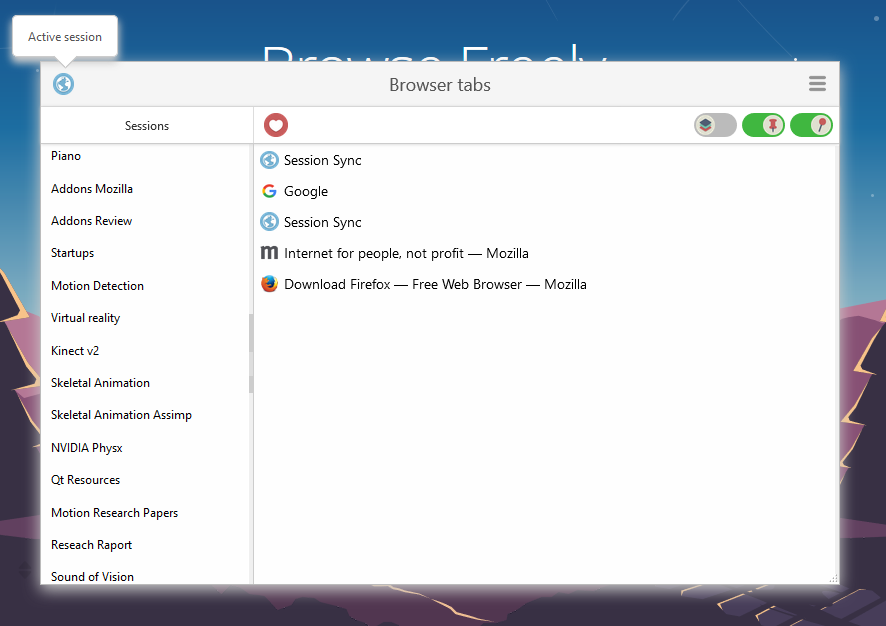 Active session
Browse Freely
Browser tabs
Sessions
Piano
Addons Mozilla
Addons Review
Startups
Motion Detection
Virtual reality
Kinect v2
Skeletal Animation
Skeletal Animation Assimp
NVIDIA Physx
Qt Resources
Motion Research Papers
Reseach Raport
Sound of Vision
Session Sync
Google
Session Sync
Internet for people, not profit — Mozilla
Download Firefox — Free Web Browser — Mozilla